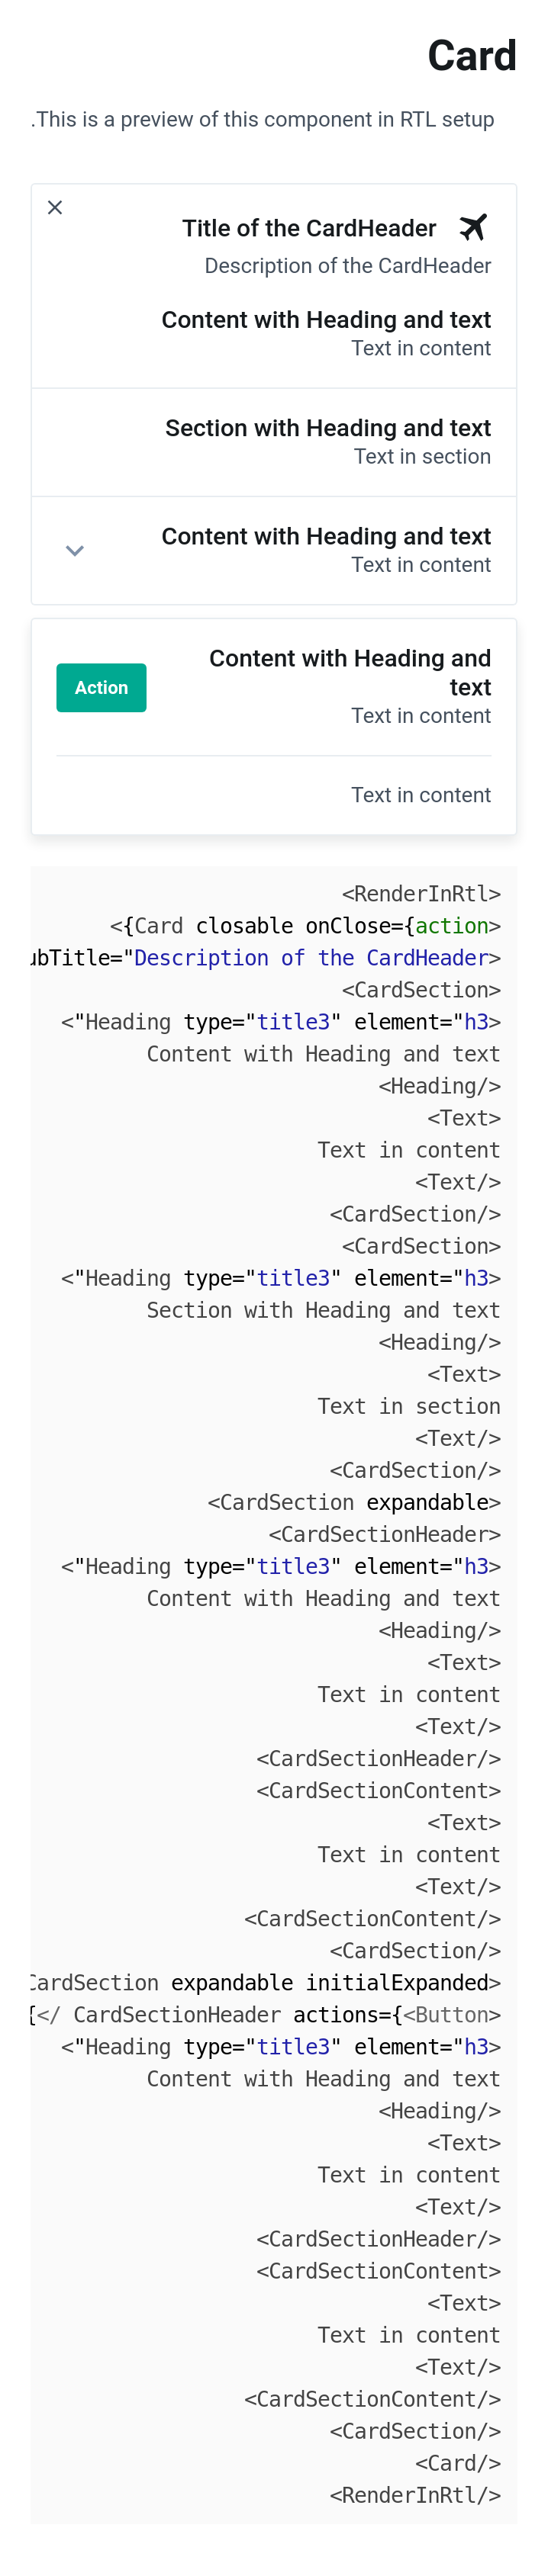 Card
.This is a preview of this component in RTL setup
Title of the CardHeader
Description of the CardHeader
Content with Heading and text
Text in content
Section with Heading and text
Text in section
Content with Heading and text
Text in content
Content with Heading and
text
Text in content
Action
Text in content
<RenderInRtl>
<{Card closable onClose={action>
ubTitle="Description of the CardHeader>
<CardSection>
<"Heading type="title3" element="h3>
Content with Heading and text
<Heading/>
<Text>
Text in content
<Text/>
<CardSection/>
<CardSection>
<"Heading type="title3" element="h3>
Section with Heading and text
<Heading/>
<Text>
Text in section
<Text/>
<CardSection/>
<CardSection expandable>
<CardSectionHeader>
<"Heading type="title3" element="h3>
Content with Heading and text
<Heading/>
<Text>
Text in content
<Text/>
<CardSectionHeader/>
<CardSectionContent>
<Text>
Text in content
<Text/>
<CardSectionContent/>
<CardSection/>
CardSection expandable initialExpanded>
{</ CardSectionHeader actions={<Button>
<"Heading type="title3" element="h3>
Content with Heading and text
<Heading/>
<Text>
Text in content
<Text/>
<CardSectionHeader/>
<CardSectionContent>
<Text>
Text in content
<Text/>
<CardSectionContent/>
<CardSection/>
<Card/>
<RenderInRtl/>